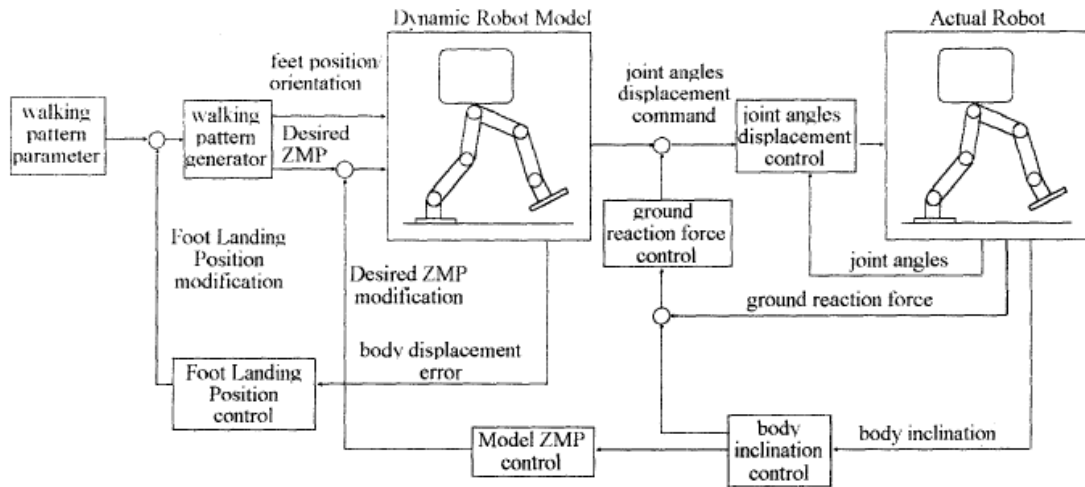 Dynamic Robot Model
Actual Robot
feet position/
orientation
joint angles
displacement
command
walking
pattern
parameter
walking
pattern
generator
Desired
ZMP
joint angles
displacement
control
ground
reaction force
control
Foot Landing
Position
modification
Desired ZMP
modification
joint angles
ground reaction force
body displacement
error
Foot Landing
Position
control
Model ZMP
control
body
inclination
control
body inclination